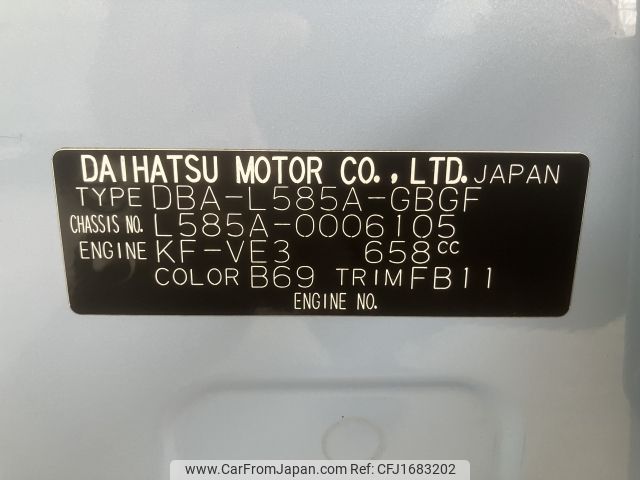 DAIHATSU MOTOR CO., LTD. JAPAN
TYPE DBA-L585A-GBGF
CHASSIS NO. L585A-0006105
ENGINE KF-VE3 658cc
COLOR B69 TRIM FB11
ENGINE NO.
www.CarFromJapan.com | CFJ1683202